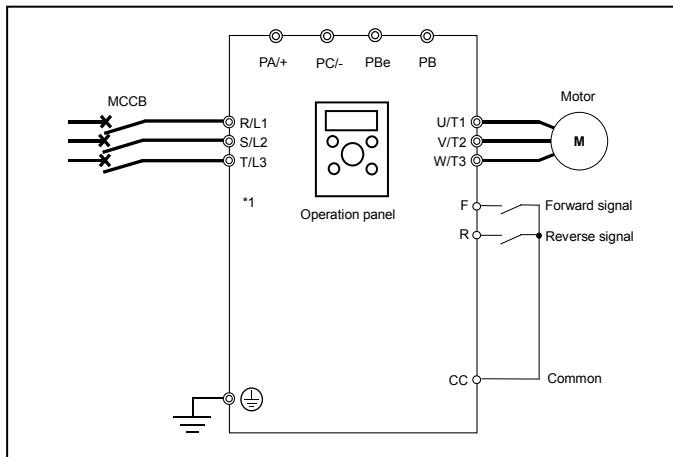 PA/+ PC/- PBe PB
MCCB
Motor
R/L1
S/L2
T/L3
U/T1
V/T2
W/T3
M
*1
Operation panel
F Forward signal
R Reverse signal
CC Common